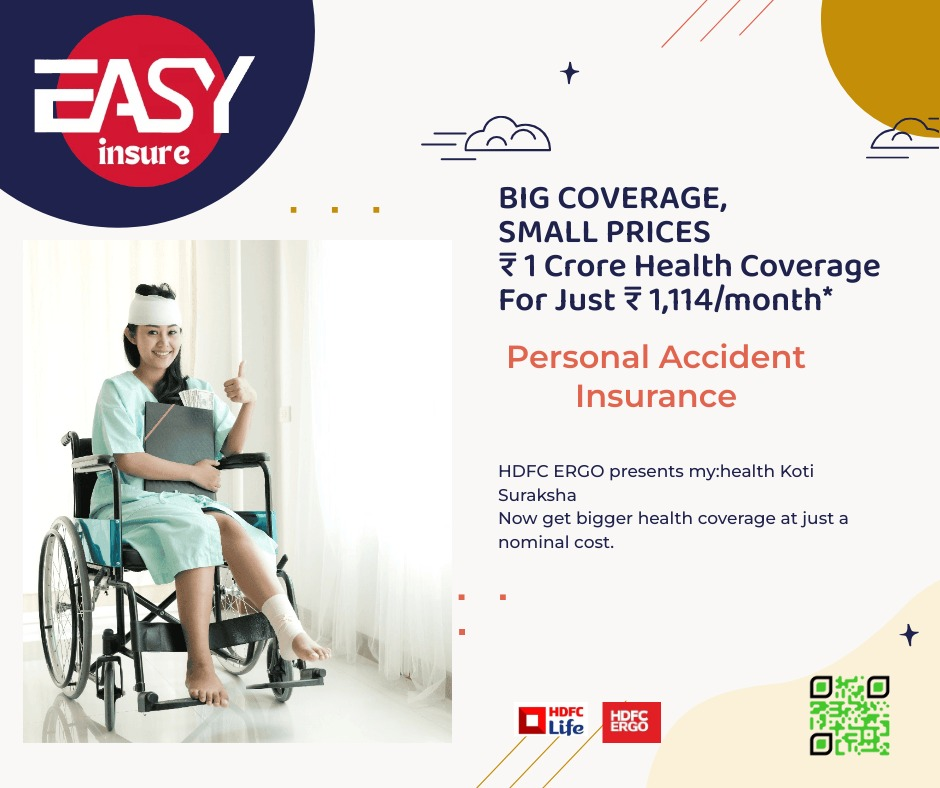 EASY
insure
BIG COVERAGE,
SMALL PRICES
₹ 1 Crore Health Coverage
For Just ₹ 1,114/month*
Personal Accident
Insurance
HDFC ERGO presents my:health Koti
Suraksha
Now get bigger health coverage at just a
nominal cost.
HDFC
Life
HDFC
ERGO